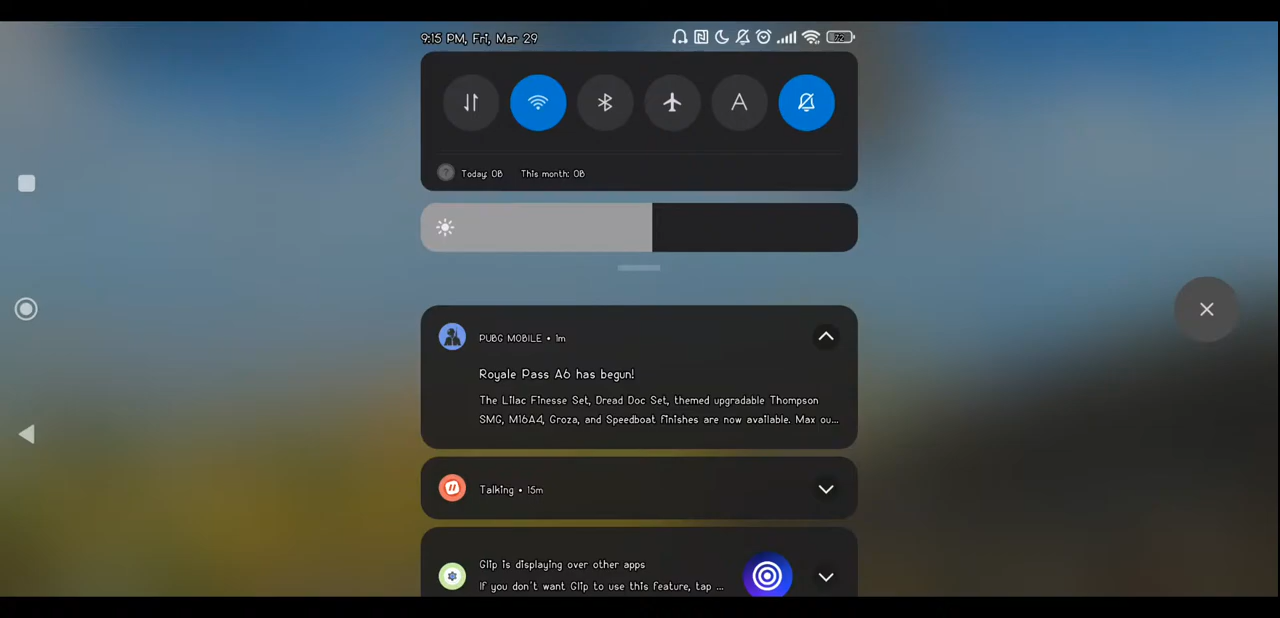 9:15 PM, Fri, Mar 29
72
A
Today: 0B This month: 0B
PUBG MOBILE • 1m
Royale Pass A6 has begun!
The Lilac Finesse Set, Dread Doc Set, themed upgradable Thompson
SMG, M16A4, Groza, and Speedboat finishes are now available. Max ou...
Talking • 15m
Glip is displaying over other apps
If you don't want Glip to use this feature, tap ...